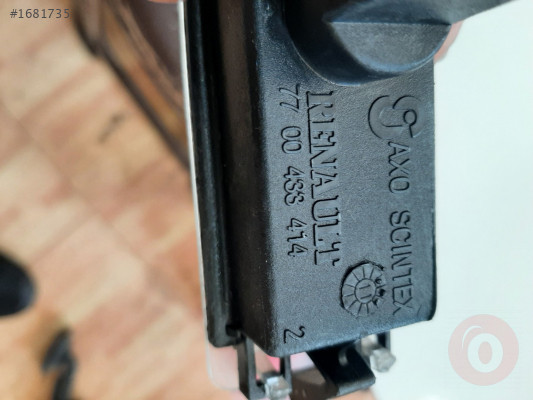 #1681735
AXO SCINTEX
RENAULT
77 00 433 414
2